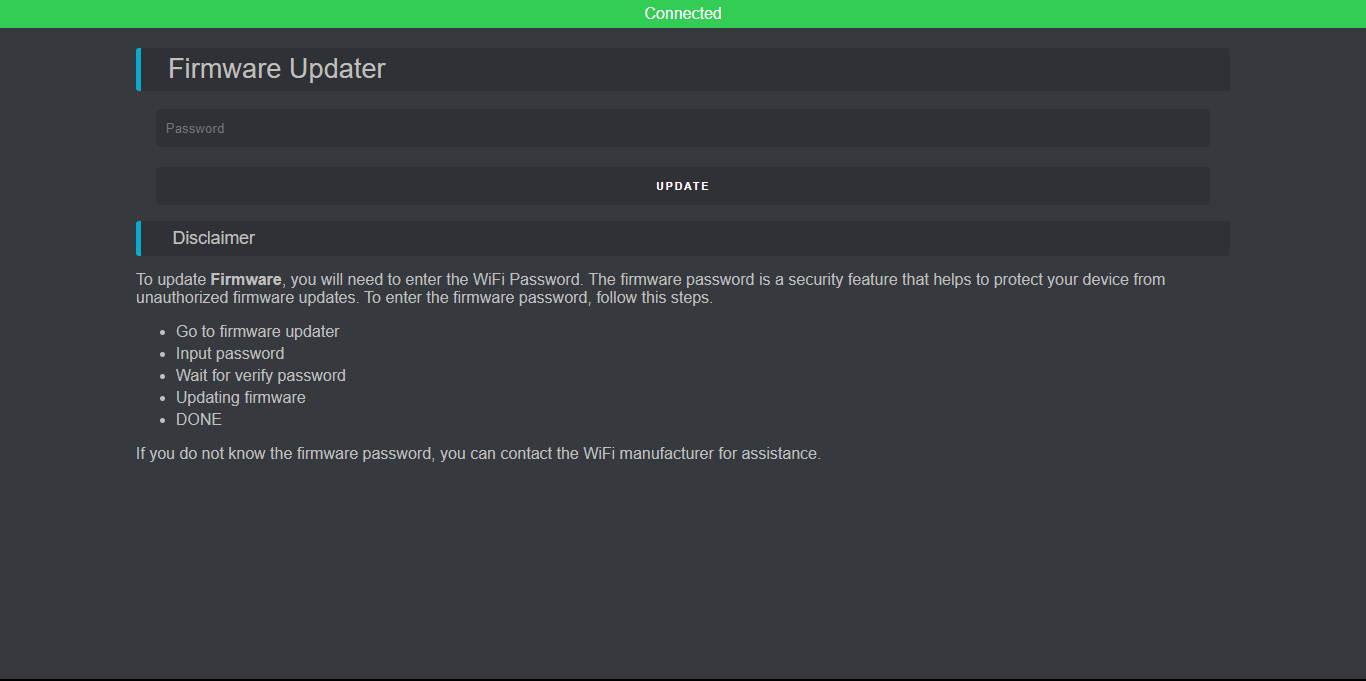 Connected
Firmware Updater
Password
UPDATE
Disclaimer
To update Firmware, you will need to enter the WiFi Password. The firmware password is a security feature that helps to protect your device from
unauthorized firmware updates. To enter the firmware password, follow this steps.
• Go to firmware updater
• Input password
• Wait for verify password
• Updating firmware
• DONE
If you do not know the firmware password, you can contact the WiFi manufacturer for assistance.